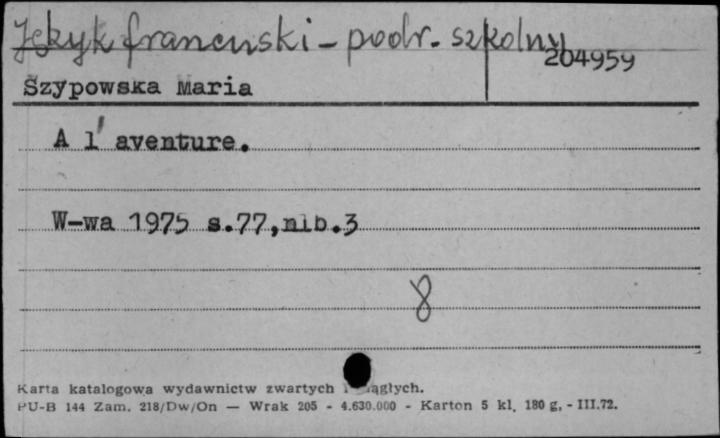 Język francuski - podr. szkolny
204959
Szypowska Maria
A l'aventure.
W-wa 1975 s.77,nlb.3
8
Karta katalogowa wydawnictw zwartych i ciągłych.
PU-B 144 Zam. 218/Dw/On — Wrak 205 - 4.630.000 - Karton 5 kl. 180 g. - III.72.